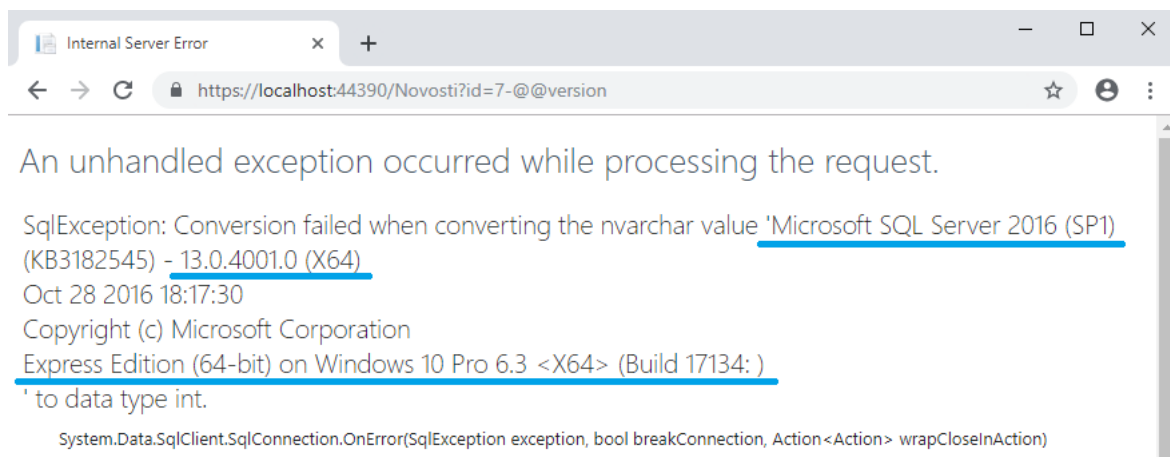 Internal Server Error
https://localhost:44390/Novosti?id=7-@@version
An unhandled exception occurred while processing the request.
SqlException: Conversion failed when converting the nvarchar value 'Microsoft SQL Server 2016 (SP1)
(KB3182545) - 13.0.4001.0 (X64)
Oct 28 2016 18:17:30
Copyright (c) Microsoft Corporation
Express Edition (64-bit) on Windows 10 Pro 6.3 <X64> (Build 17134: )
' to data type int.
System.Data.SqlClient.SqlConnection.OnError(SqlException exception, bool breakConnection, Action<Action> wrapCloseInAction)